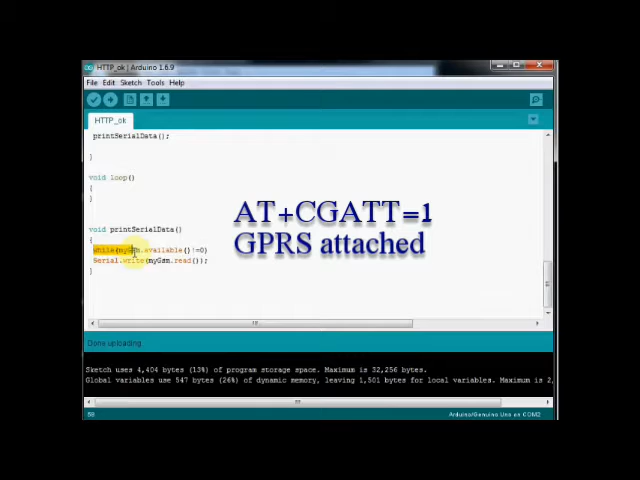 HTTP_ok | Arduino 1.6.9
File Edit Sketch Tools Help
HTTP_ok
printSerialData();
}
void loop()
{
}
AT+CGATT=1
GPRS attached
void printSerialData()
{
while(myGsm.available()!=0)
Serial.write(myGsm.read());
}
Done uploading.
Sketch uses 4,404 bytes (13%) of program storage space. Maximum is 32,256 bytes.
Global variables use 547 bytes (26%) of dynamic memory, leaving 1,501 bytes for local variables. Maximum is 2,
58
Arduino/Genuino Uno on COM2